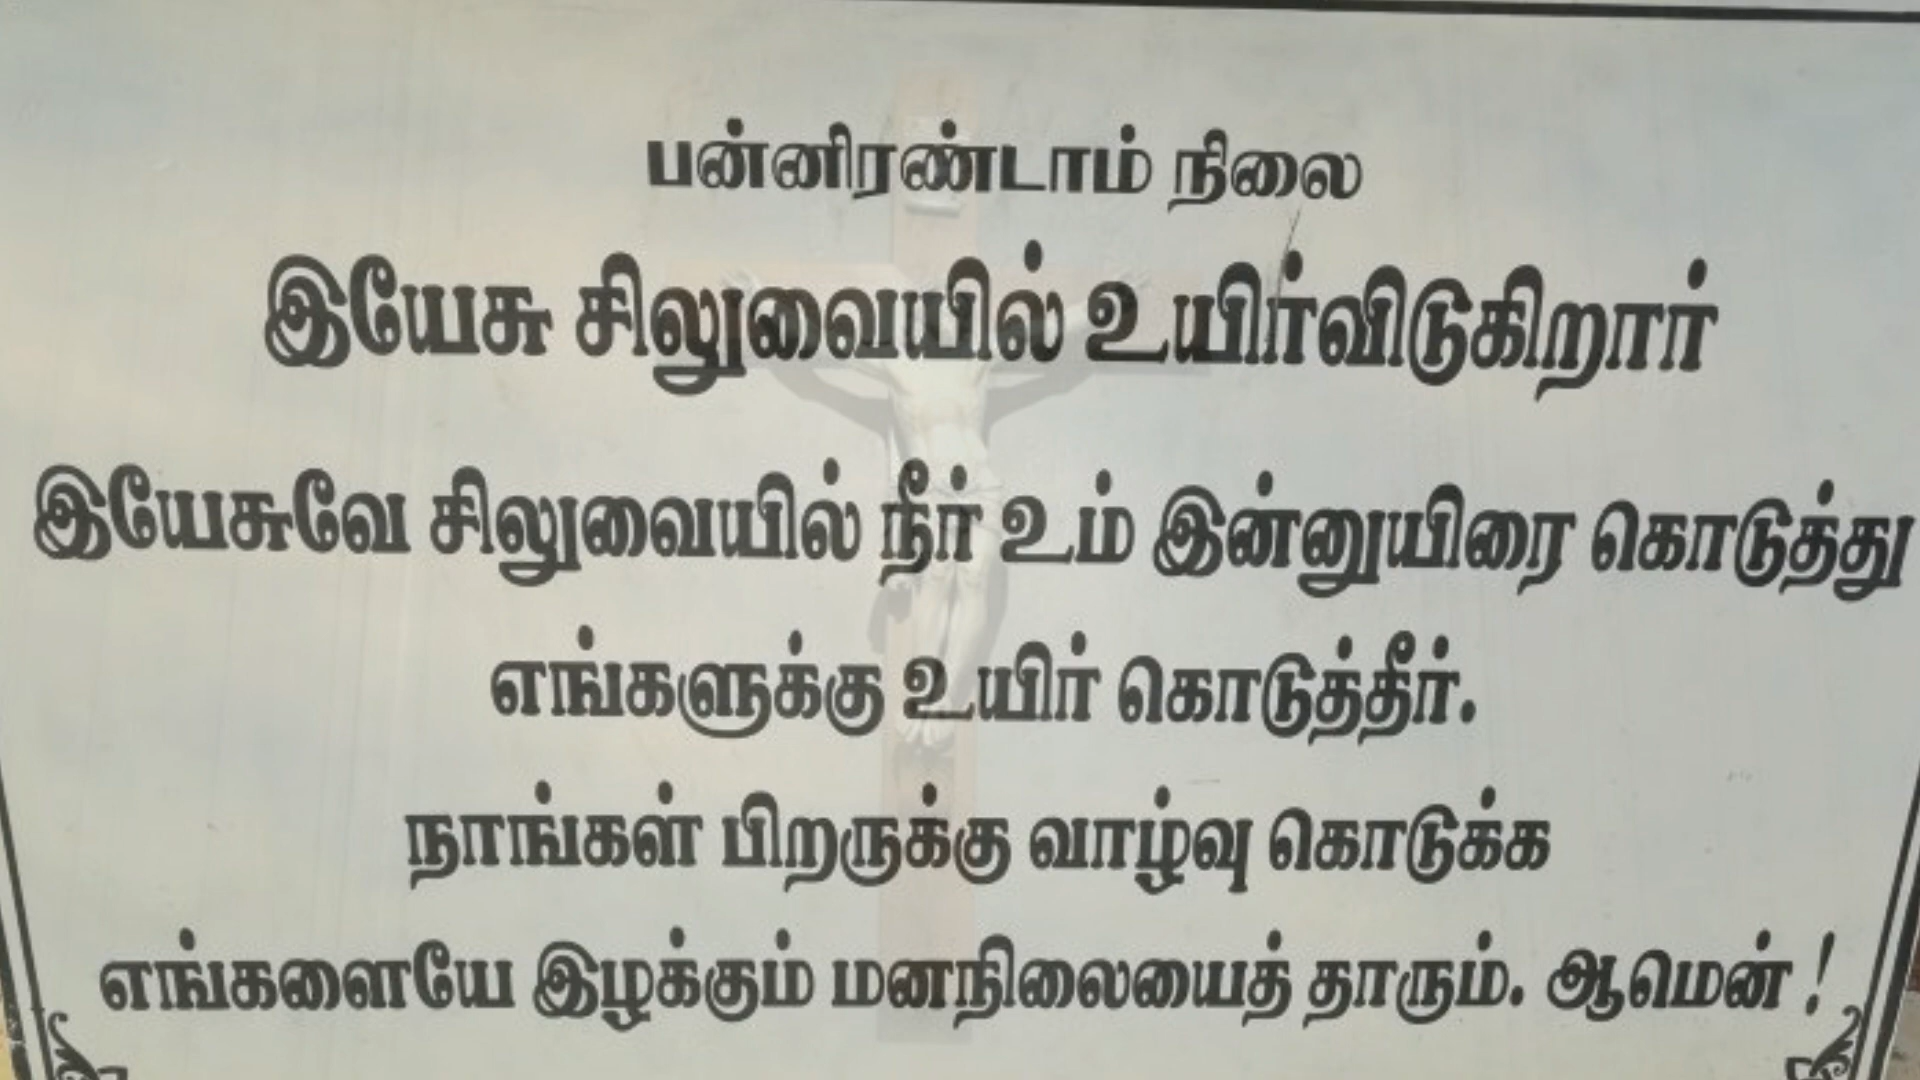 பன்னிரண்டாம் நிலை
இயேசு சிலுவையில் உயிர்விடுகிறார்
இயேசுவே சிலுவையில் நீர் உம் இன்னுயிரை கொடுத்து
எங்களுக்கு உயிர் கொடுத்தீர்.
நாங்கள் பிறருக்கு வாழ்வு கொடுக்க
எங்களையே இழக்கும் மனநிலையைத் தாரும். ஆமென் !